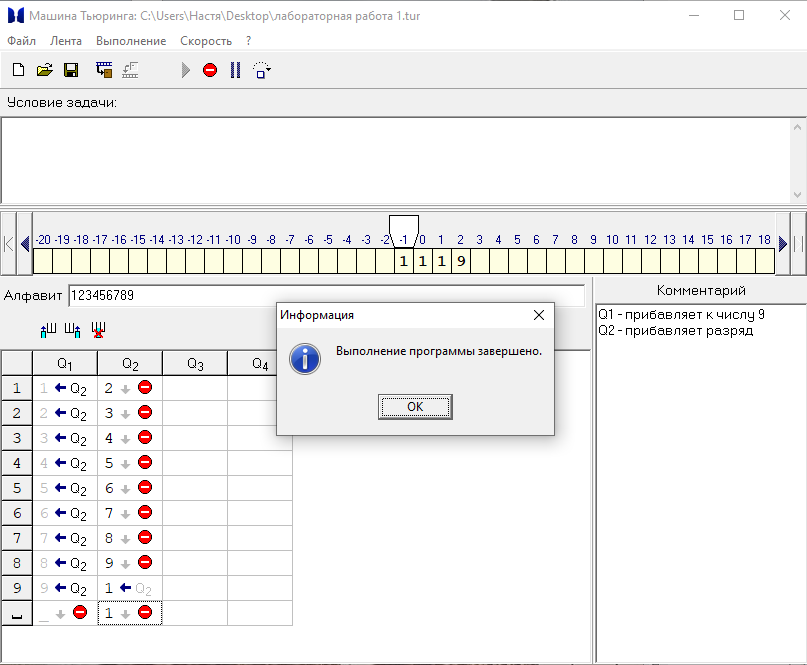 Машина Тьюринга: C:\Users\Настя\Desktop\лабораторная работа 1.tur
Файл Лента Выполнение Скорость ?
Условие задачи:
-20 -19 -18 -17 -16 -15 -14 -13 -12 -11 -10 -9 -8 -7 -6 -5 -4 -3 -2 -1 0 1 2 3 4 5 6 7 8 9 10 11 12 13 14 15 16 17 18
1 1 1 9
Алфавит 123456789
Комментарий
Q1 - прибавляет к числу 9
Q2 - прибавляет разряд
Информация
Выполнение программы завершено.
OK
Q1 Q2 Q3 Q4
1 1 ← Q2 2 ↓
2 2 ← Q2 3 ↓
3 3 ← Q2 4 ↓
4 4 ← Q2 5 ↓
5 5 ← Q2 6 ↓
6 6 ← Q2 7 ↓
7 7 ← Q2 8 ↓
8 8 ← Q2 9 ↓
9 9 ← Q2 1 ← Q2
_ _ ↓ 1 ↓